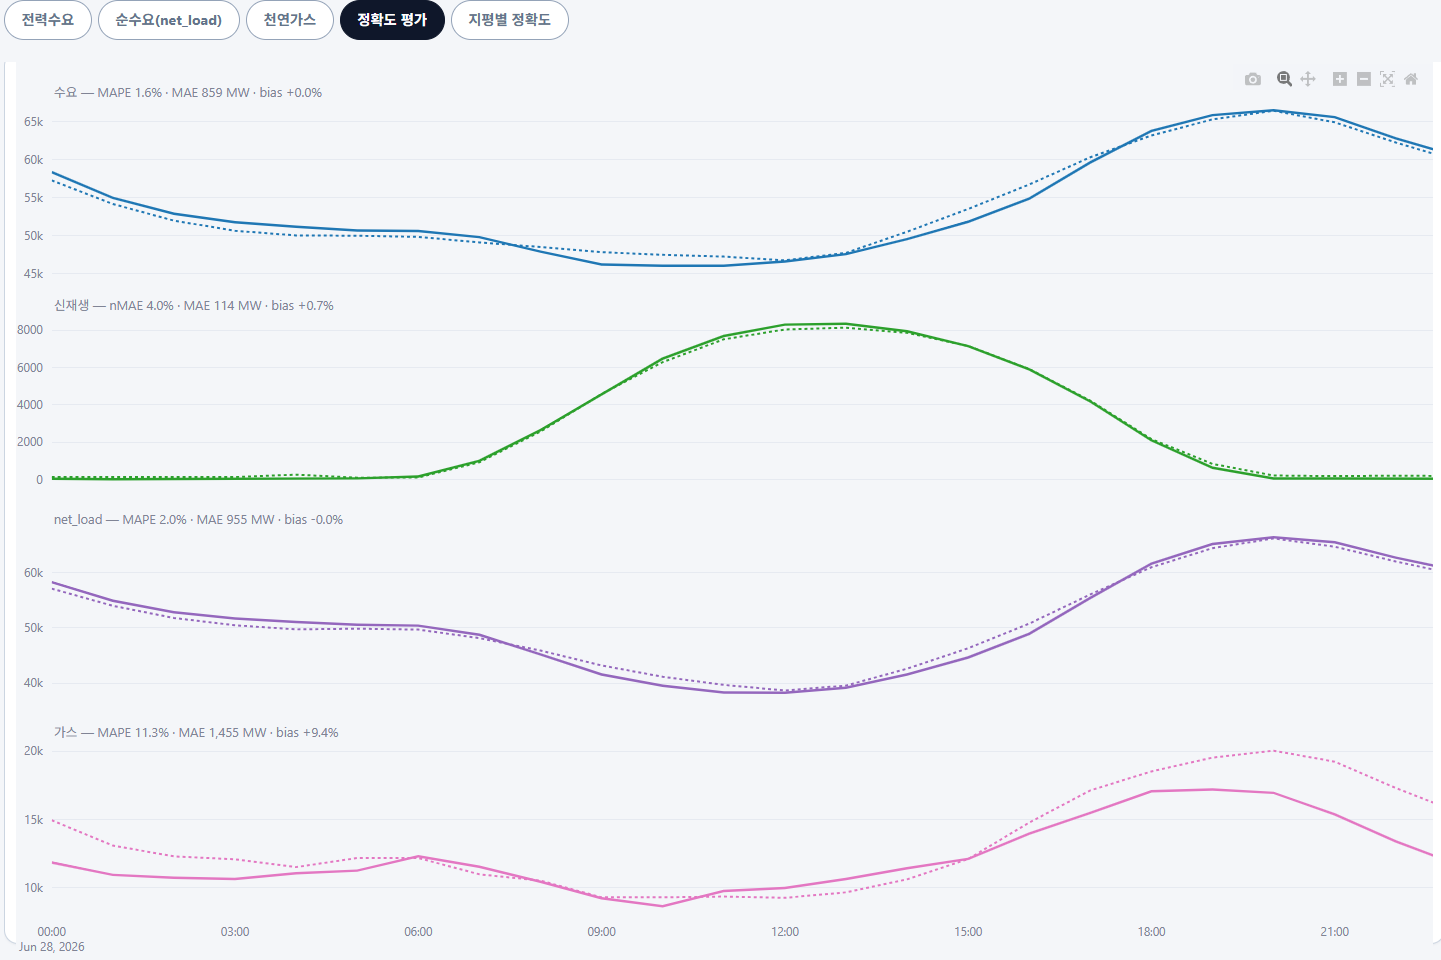 전력수요 순수요(net_load) 천연가스 정확도 평가 지평별 정확도
수요 — MAPE 1.6% · MAE 859 MW · bias +0.0%
65k
60k
55k
50k
45k
신재생 — nMAE 4.0% · MAE 114 MW · bias +0.7%
8000
6000
4000
2000
0
net_load — MAPE 2.0% · MAE 955 MW · bias -0.0%
60k
50k
40k
가스 — MAPE 11.3% · MAE 1,455 MW · bias +9.4%
20k
15k
10k
00:00 03:00 06:00 09:00 12:00 15:00 18:00 21:00
Jun 28, 2026